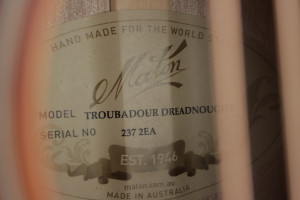 HAND MADE FOR THE WORLD S
Maton
MODEL TROUBADOUR DREADNOUGH
SERIAL NO 237 2EA
EST. 1946
maton.com.au
MADE IN AUSTRALIA